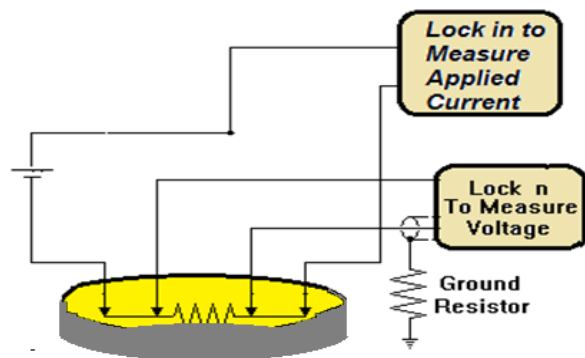 Lock in to
Measure
Applied
Current
Lock n
To Measure
Voltage
Ground
Resistor